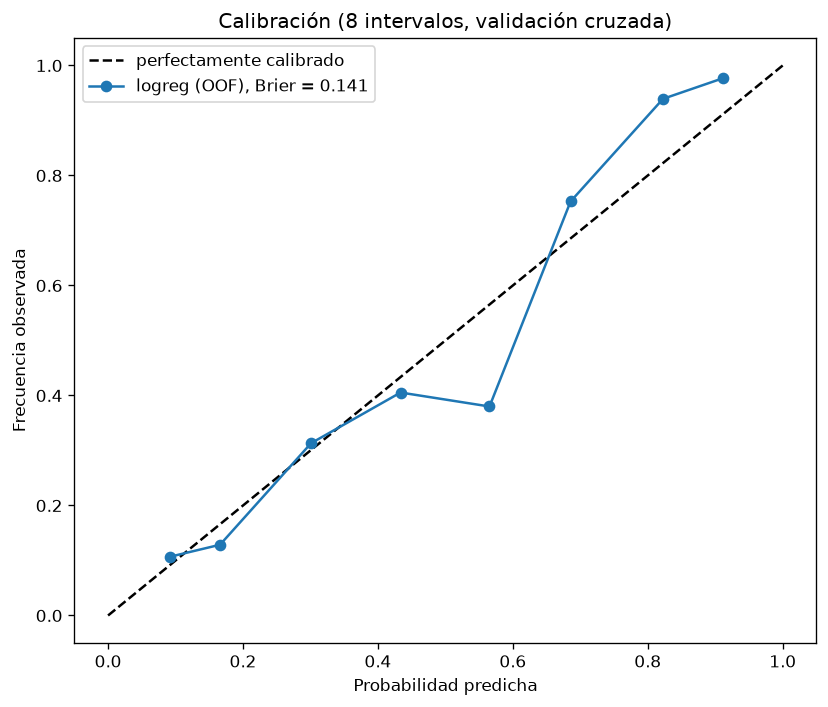 Calibración (8 intervalos, validación cruzada)
perfectamente calibrado
logreg (OOF), Brier = 0.141
1.0
0.8
0.6
0.4
0.2
0.0
Frecuencia observada
0.0 0.2 0.4 0.6 0.8 1.0
Probabilidad predicha